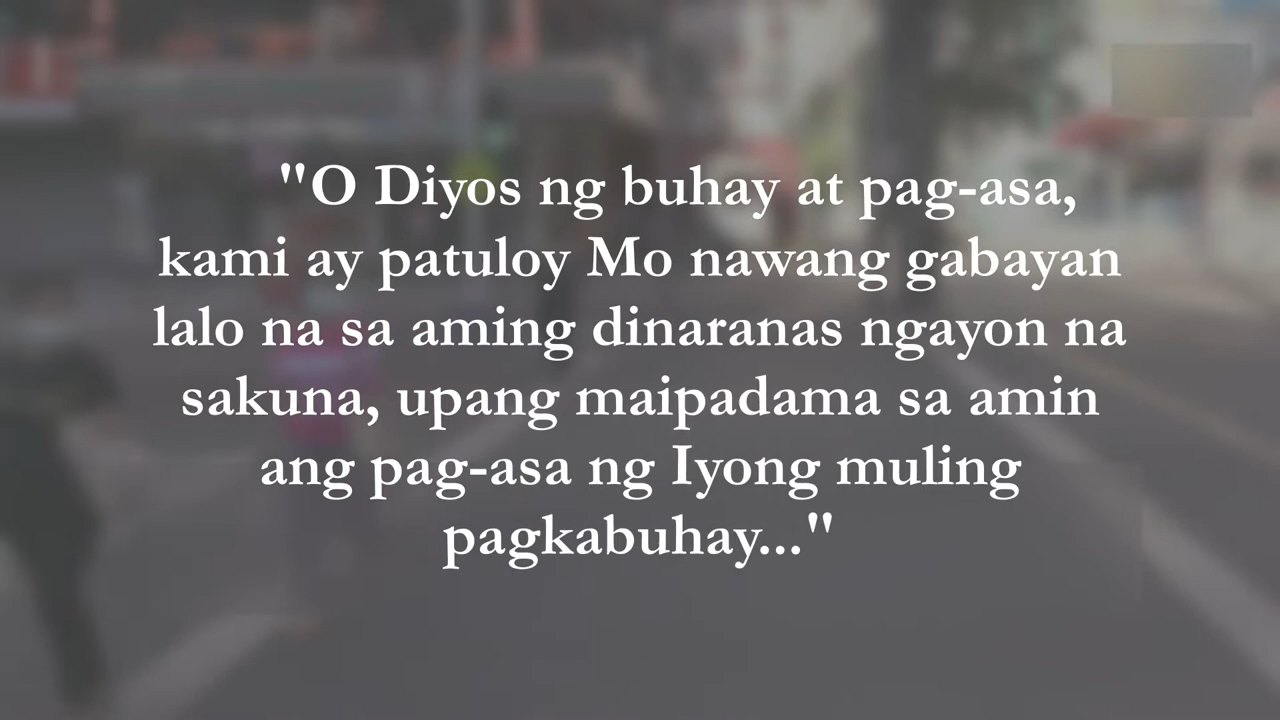 "O Diyos ng buhay at pag-asa,
kami ay patuloy Mo nawang gabayan
lalo na sa aming dinaranas ngayon na
sakuna, upang maipadama sa amin
ang pag-asa ng Iyong muling
pagkabuhay..."